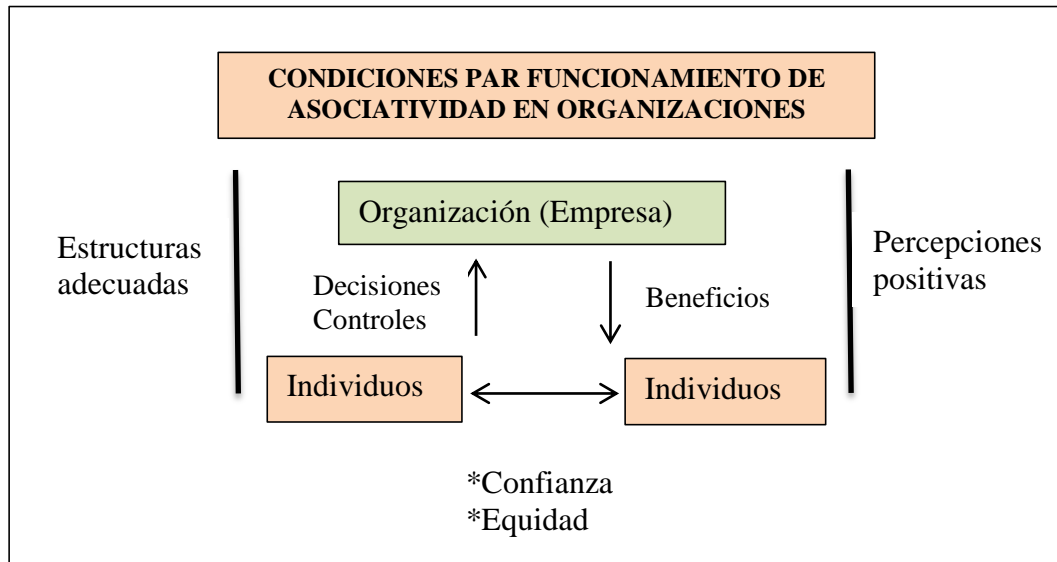 CONDICIONES PAR FUNCIONAMIENTO DE
ASOCIATIVIDAD EN ORGANIZACIONES
Organización (Empresa)
Estructuras
adecuadas
Decisiones
Controles
Beneficios
Percepciones
positivas
Individuos
Individuos
*Confianza
*Equidad